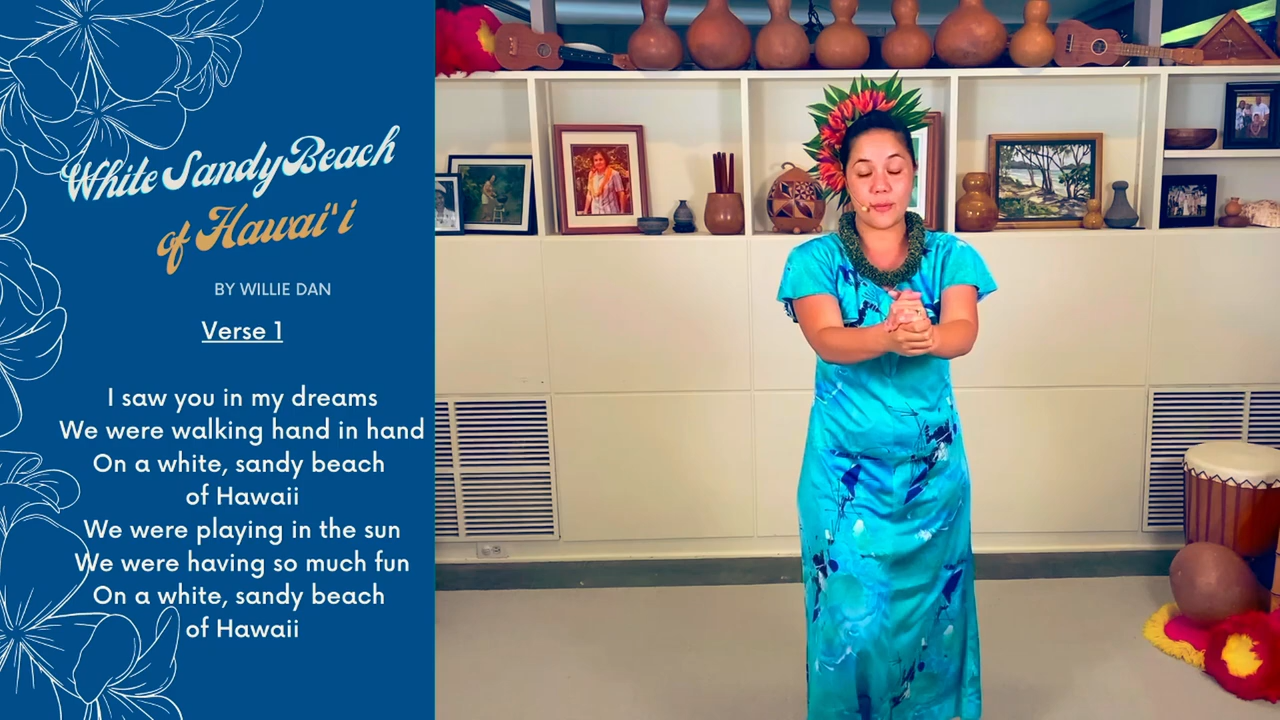 White Sandy Beach
of Hawai'i
BY WILLIE DAN
Verse 1
I saw you in my dreams
We were walking hand in hand
On a white, sandy beach
of Hawaii
We were playing in the sun
We were having so much fun
On a white, sandy beach
of Hawaii